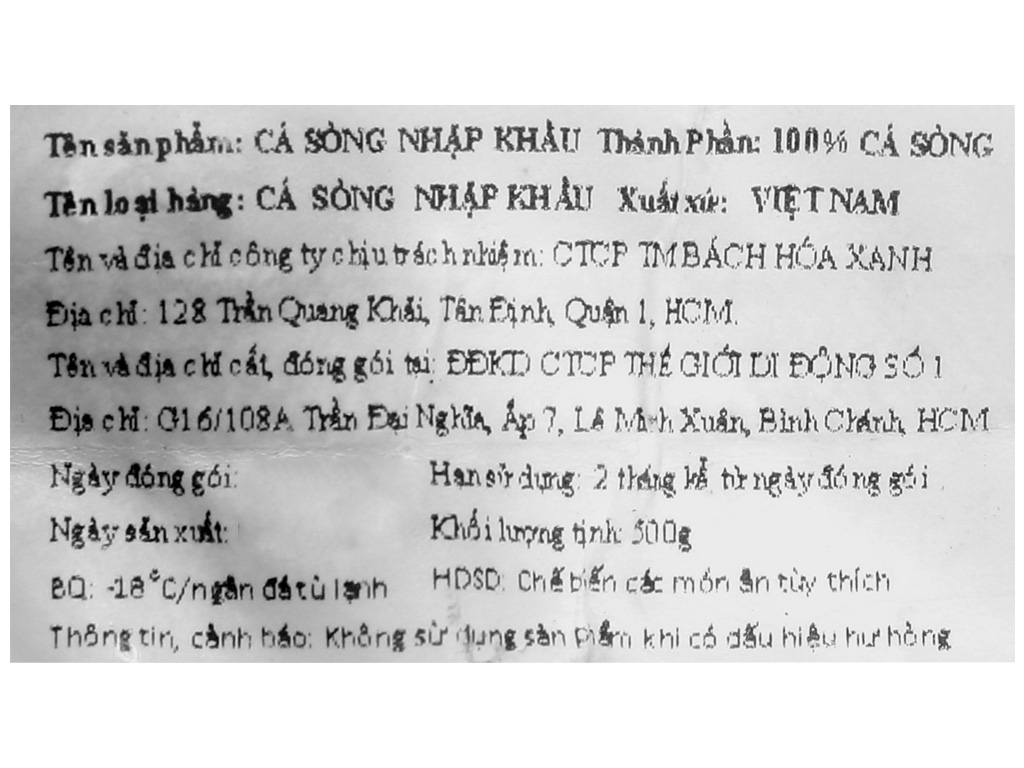 Tên sản phẩm: CÁ SÒNG NHẬP KHẨU Thành Phần: 100% CÁ SÒNG
Tên loại hàng: CÁ SÒNG NHẬP KHẨU Xuất xứ: VIỆT NAM
Tên và địa chỉ công ty chịu trách nhiệm: CTCP TM BÁCH HÓA XANH
Địa chỉ: 128 Trần Quang Khải, Tân Định, Quận 1, HCM.
Tên và địa chỉ cắt, đóng gói tại: ĐĐKD CTCP THẾ GIỚI DI ĐỘNG SỐ 1
Địa chỉ: G16/108A Trần Đại Nghĩa, Ấp 7, Lê Minh Xuân, Bình Chánh, HCM
Ngày đóng gói: Hạn sử dụng: 2 tháng kể từ ngày đóng gói
Ngày sản xuất: Khối lượng tịnh: 500g
BQ: -18°C/ngăn đá tủ lạnh HDSD: Chế biến các món ăn tùy thích
Thông tin, cảnh báo: Không sử dụng sản phẩm khi có dấu hiệu hư hỏng